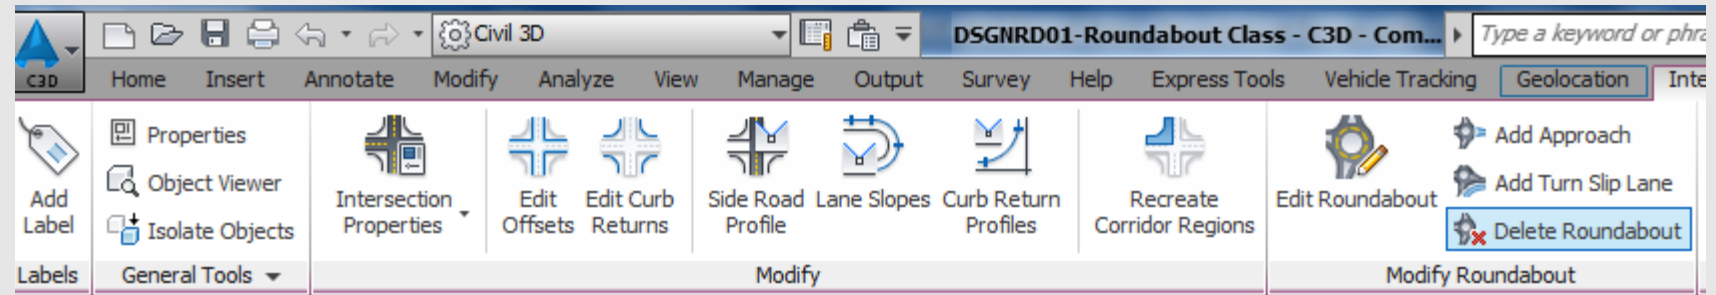 Civil 3D
DSGNRD01-Roundabout Class - C3D - Com...
Type a keyword or phra
C3D
Home Insert Annotate Modify Analyze View Manage Output Survey Help Express Tools Vehicle Tracking Geolocation Inte
Add
Label
Labels
Properties
Object Viewer
Isolate Objects
General Tools
Intersection
Properties
Edit
Offsets
Edit Curb
Returns
Side Road
Profile
Lane Slopes
Curb Return
Profiles
Recreate
Corridor Regions
Modify
Edit Roundabout
Add Approach
Add Turn Slip Lane
Delete Roundabout
Modify Roundabout